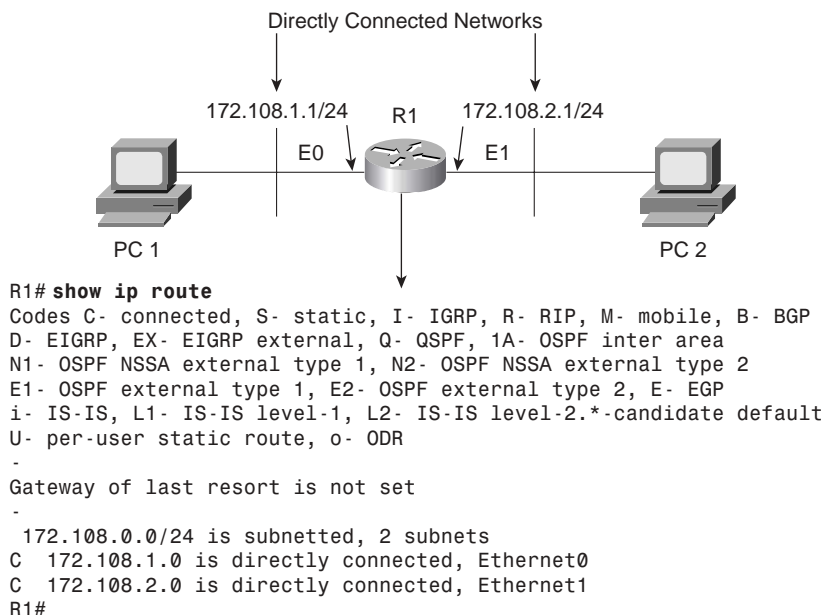 Directly Connected Networks
172.108.1.1/24 R1 172.108.2.1/24
E0 E1
PC 1 PC 2
R1# show ip route
Codes C- connected, S- static, I- IGRP, R- RIP, M- mobile, B- BGP
D- EIGRP, EX- EIGRP external, Q- QSPF, 1A- OSPF inter area
N1- OSPF NSSA external type 1, N2- OSPF NSSA external type 2
E1- OSPF external type 1, E2- OSPF external type 2, E- EGP
i- IS-IS, L1- IS-IS level-1, L2- IS-IS level-2.*-candidate default
U- per-user static route, o- ODR
-
Gateway of last resort is not set
-
172.108.0.0/24 is subnetted, 2 subnets
C 172.108.1.0 is directly connected, Ethernet0
C 172.108.2.0 is directly connected, Ethernet1
R1#